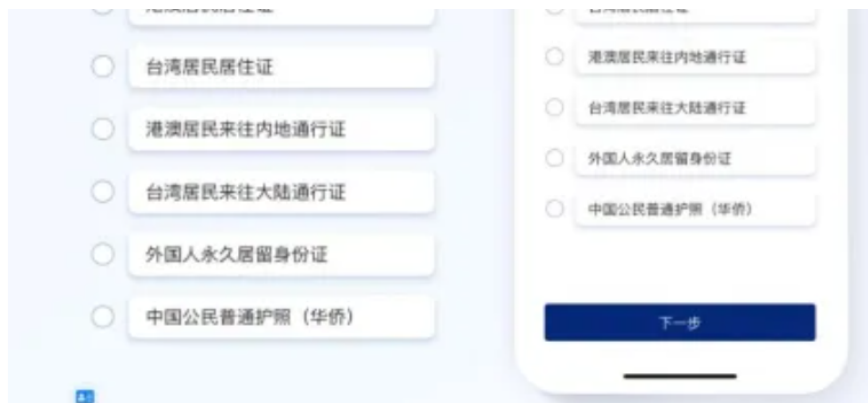 台湾居民居住证
港澳居民来往内地通行证
台湾居民来往大陆通行证
外国人永久居留身份证
中国公民普通护照（华侨）
港澳居民来往内地通行证
台湾居民来往大陆通行证
外国人永久居留身份证
中国公民普通护照（华侨）
下一步